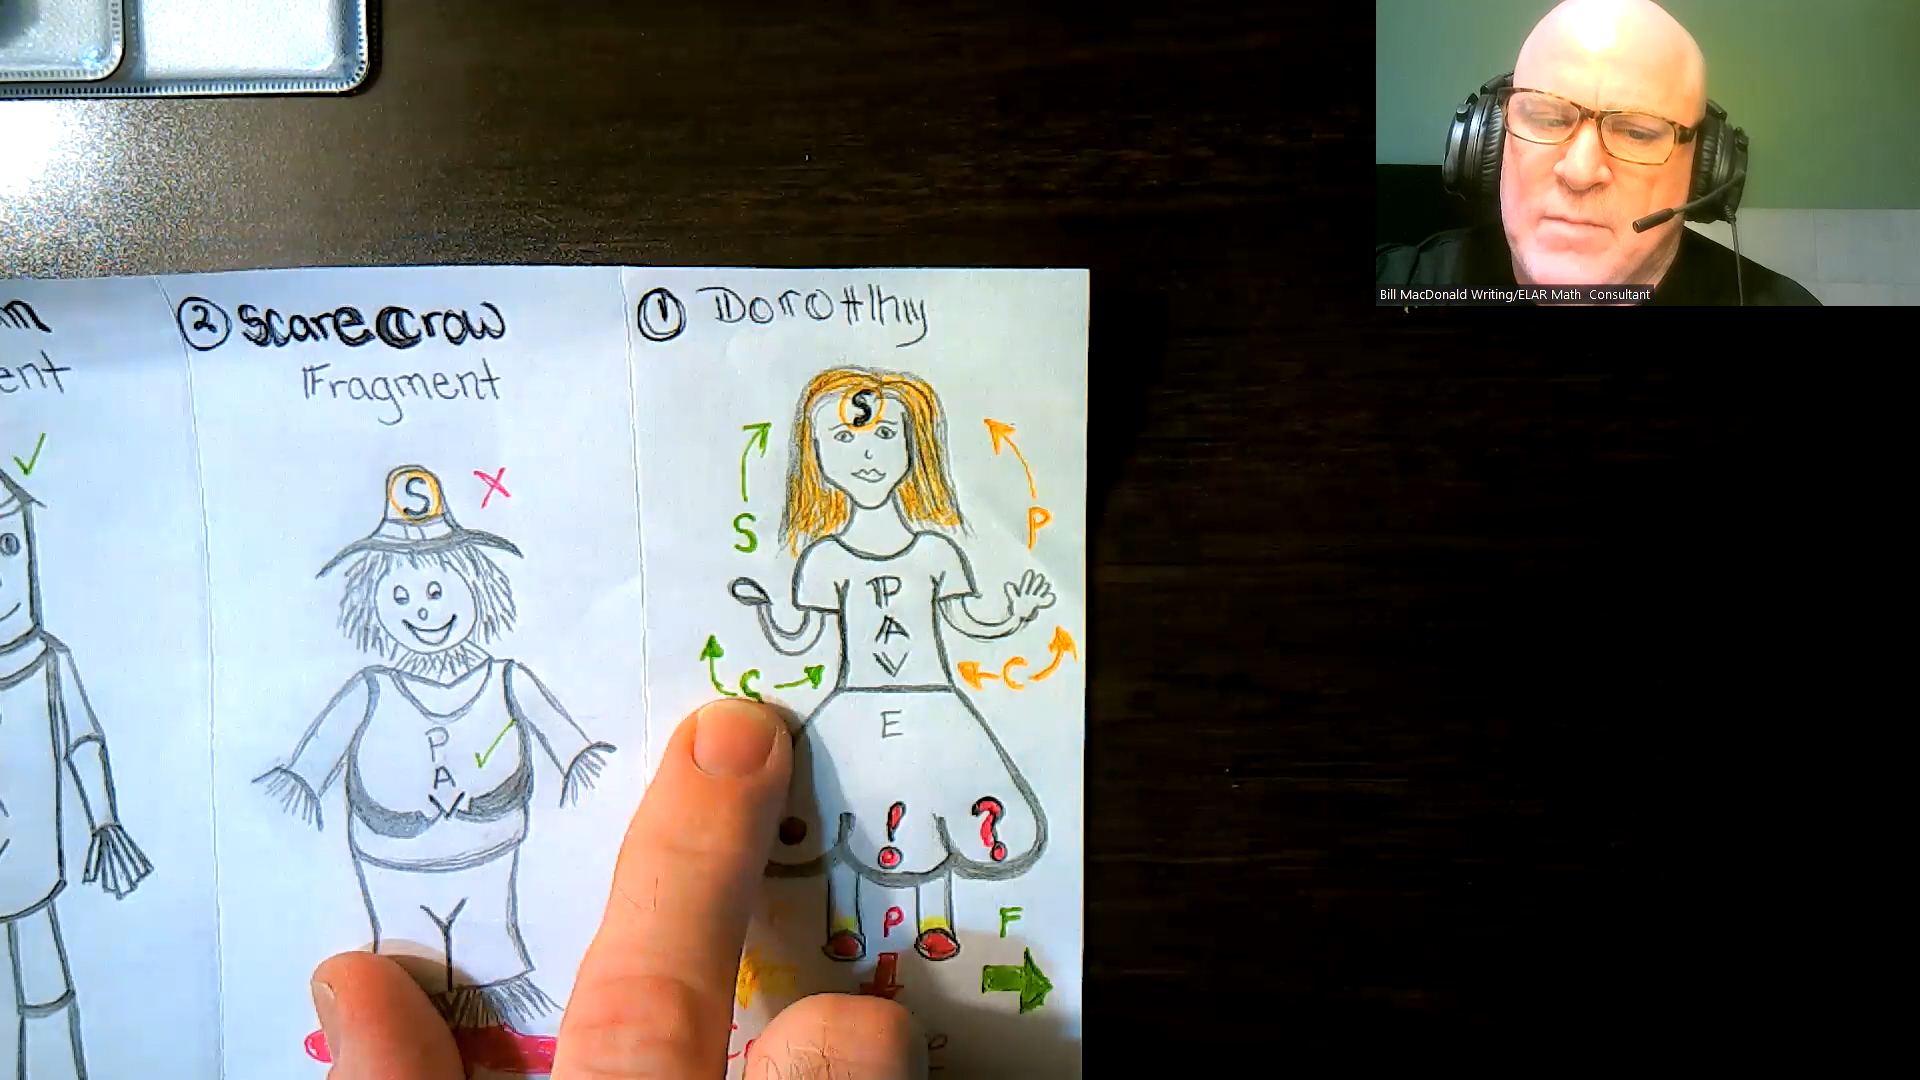 Bill MacDonald Writing/ELAR Math Consultant
② Scarecrow
Fragment
S
X
P
A
V
① Dorothy
S
S
P
P
A
V
C
C
E
! ?
P
F